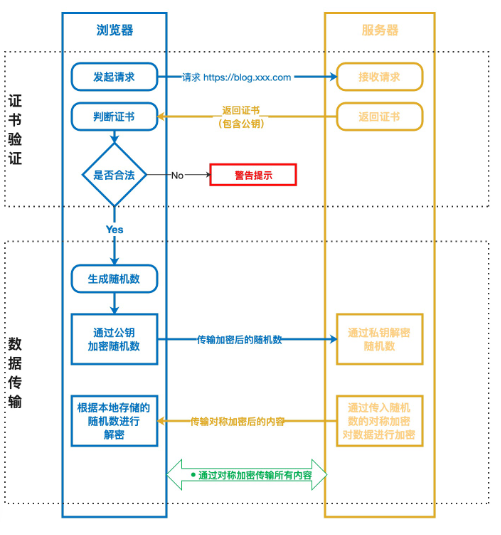 浏览器
服务器
证书验证
发起请求
请求 https://blog.xxx.com
接收请求
判断证书
返回证书
(包含公钥)
返回证书
是否合法
No
警告提示
Yes
数据传输
生成随机数
通过公钥
加密随机数
传输加密后的随机数
通过私钥解密
随机数
根据本地存储的
随机数进行
解密
传输对称加密后的内容
通过传入随机
数的对称加密
对数据进行加密
• 通过对称加密传输所有内容